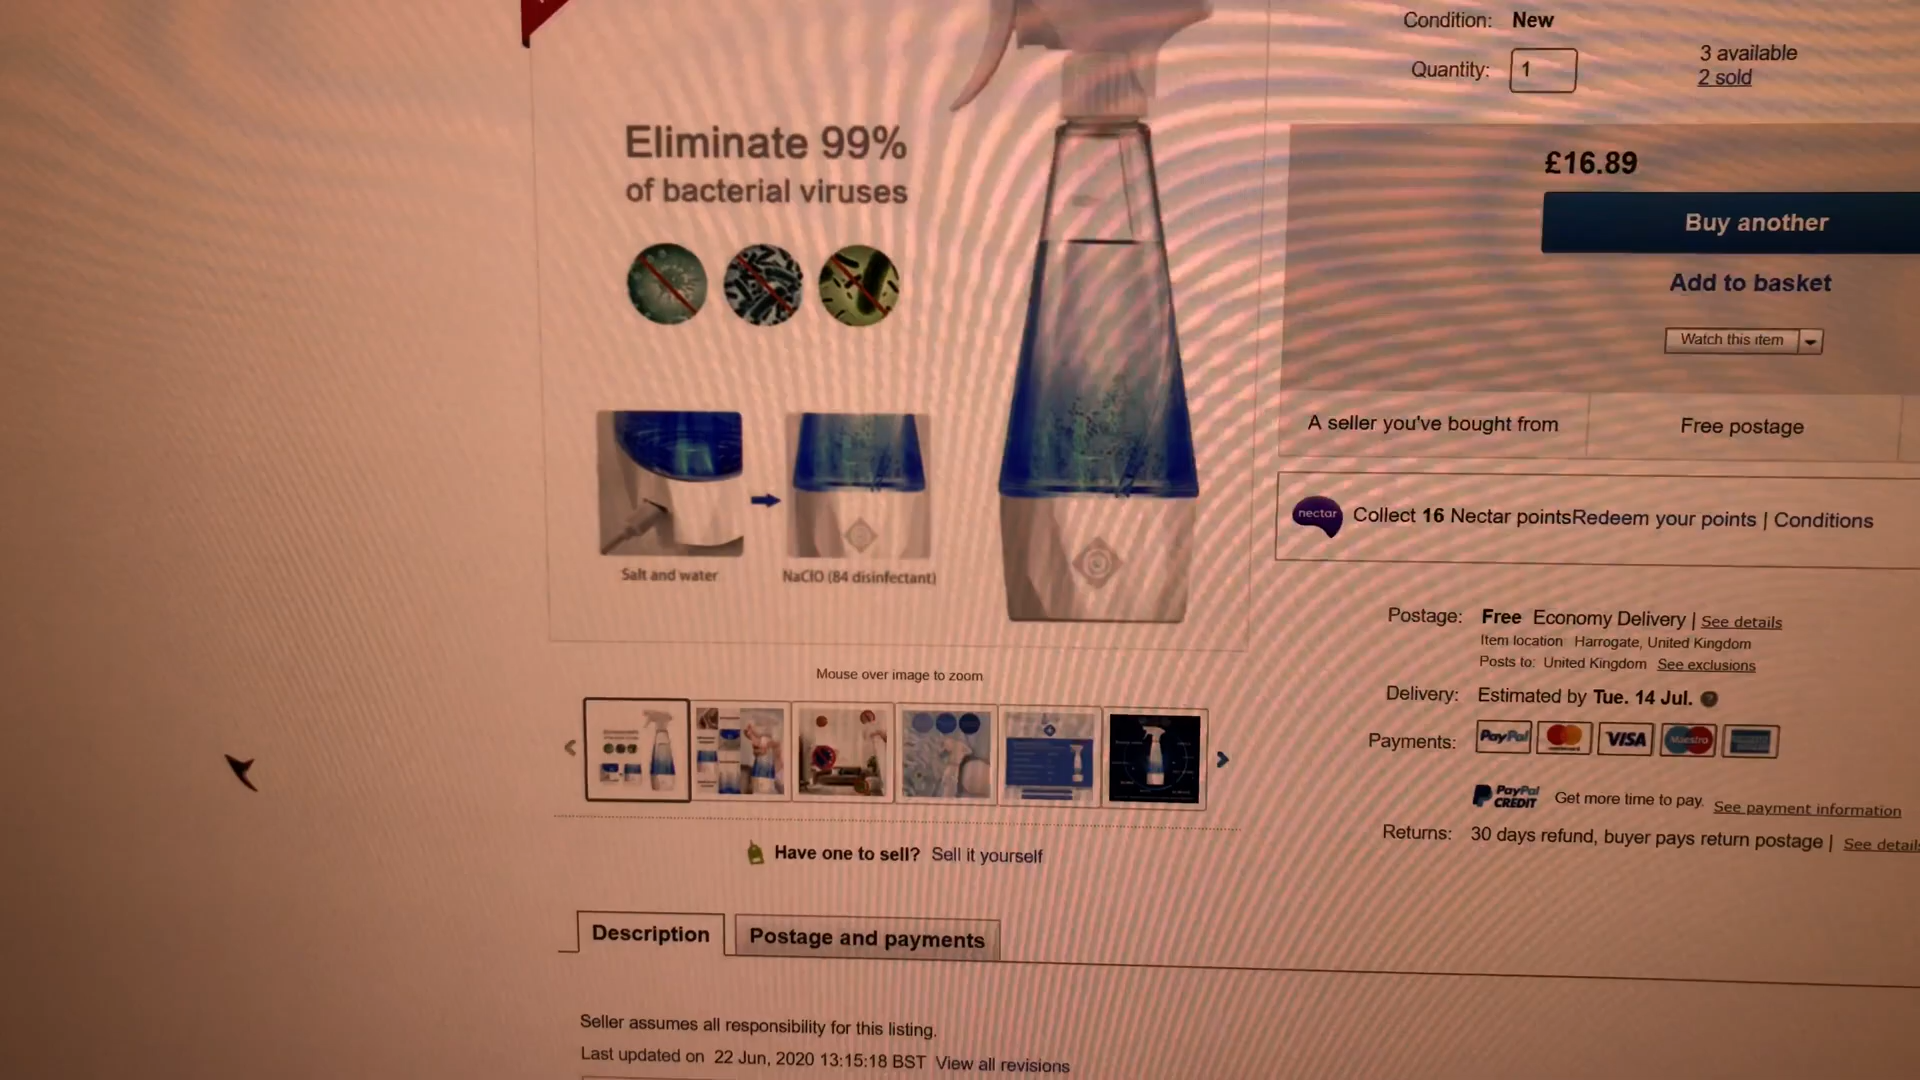 Condition: New
Quantity: 1
3 available
2 sold
Eliminate 99%
of bacterial viruses
£16.89
Buy another
Add to basket
Watch this item
A seller you've bought from
Free postage
nectar
Collect 16 Nectar pointsRedeem your points | Conditions
Salt and water
NaClO (84 disinfectant)
Postage: Free Economy Delivery | See details
Item location Harrogate, United Kingdom
Posts to: United Kingdom See exclusions
Mouse over image to zoom
Delivery: Estimated by Tue. 14 Jul.
Payments: PayPal VISA Maestro
PayPal CREDIT Get more time to pay. See payment information
Returns: 30 days refund, buyer pays return postage | See details
Have one to sell? Sell it yourself
Description
Postage and payments
Seller assumes all responsibility for this listing.
Last updated on 22 Jun, 2020 13:15:18 BST View all revisions